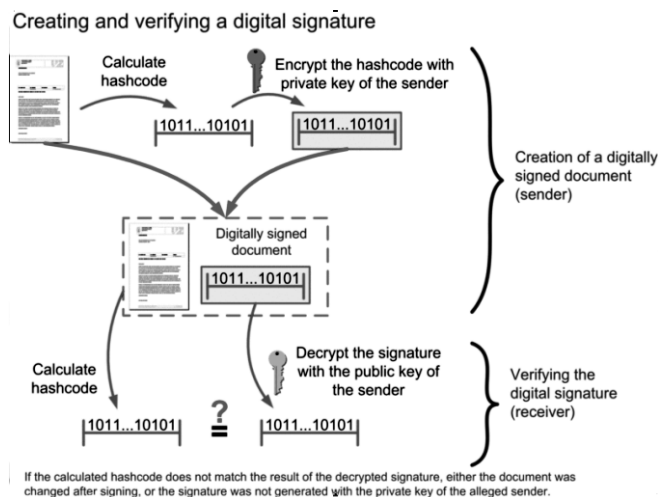 Creating and verifying a digital signature
Calculate
hashcode
Encrypt the hashcode with
private key of the sender
1011...10101
1011...10101
Creation of a digitally
signed document
(sender)
Digitally signed
document
1011...10101
Calculate
hashcode
Decrypt the signature
with the public key of
the sender
Verifying the
digital signature
(receiver)
1011...10101
?
=
1011...10101
If the calculated hashcode does not match the result of the decrypted signature, either the document was
changed after signing, or the signature was not generated with the private key of the alleged sender.